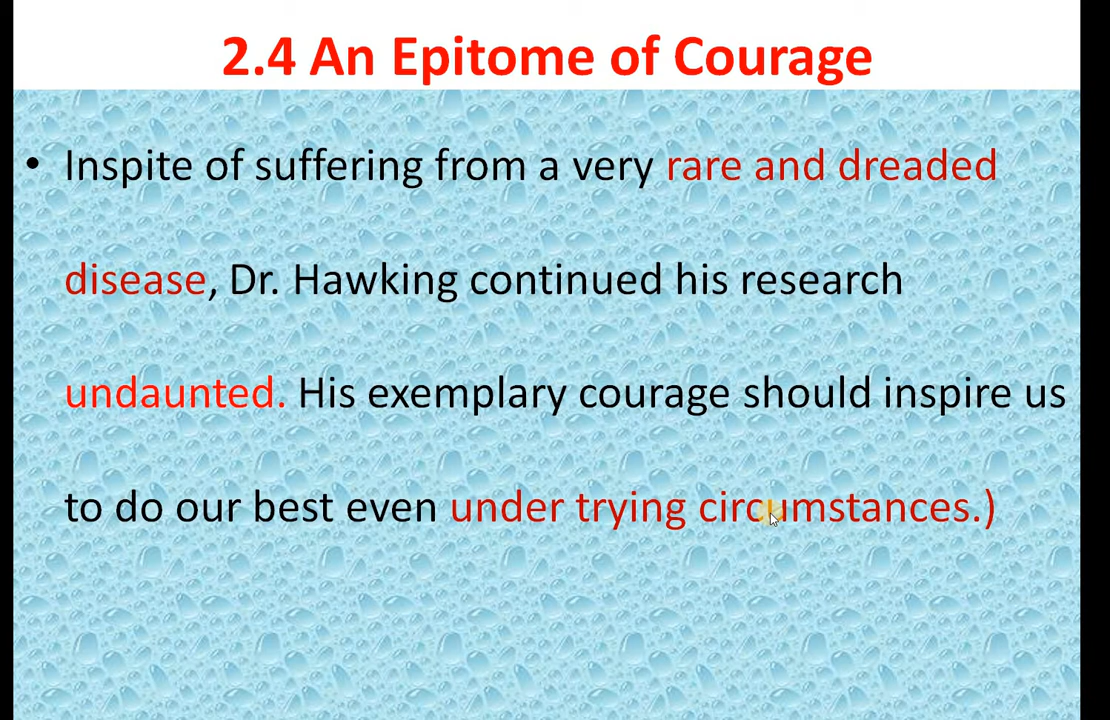 2.4 An Epitome of Courage
• Inspite of suffering from a very rare and dreaded
disease, Dr. Hawking continued his research
undaunted. His exemplary courage should inspire us
to do our best even under trying circumstances.)